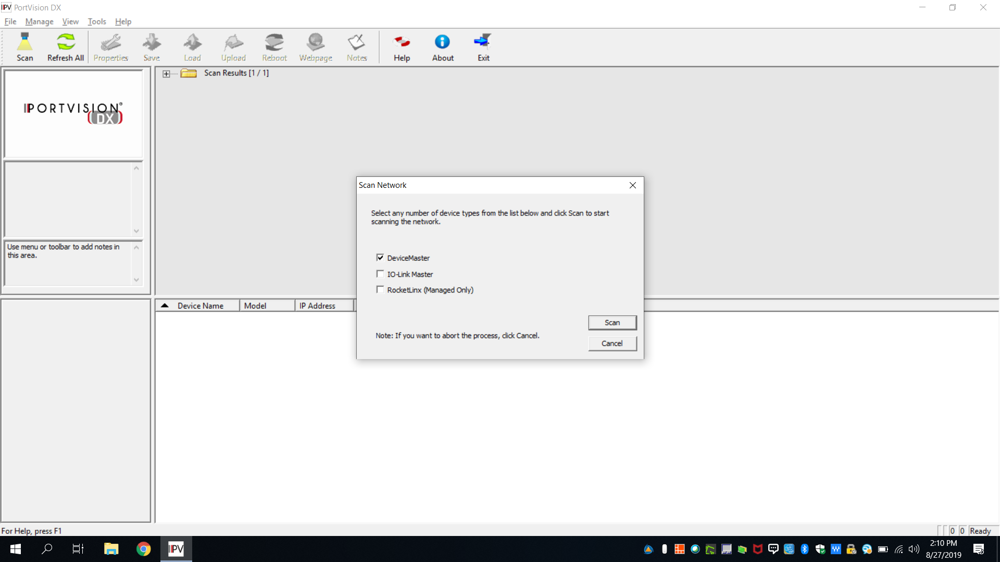 PV PortVision DX
File Manage View Tools Help
Scan Refresh All Properties Save Load Upload Reboot Webpage Notes Help About Exit
Scan Results [1 / 1]
PORTVISION®
DX
Scan Network
Select any number of device types from the list below and click Scan to start
scanning the network.
Use menu or toolbar to add notes in
this area.
DeviceMaster
IO-Link Master
RocketLinx (Managed Only)
Device Name Model IP Address
Scan
Note: If you want to abort the process, click Cancel.
Cancel
For Help, press F1
0 0 Ready
PV
W
2:10 PM
8/27/2019